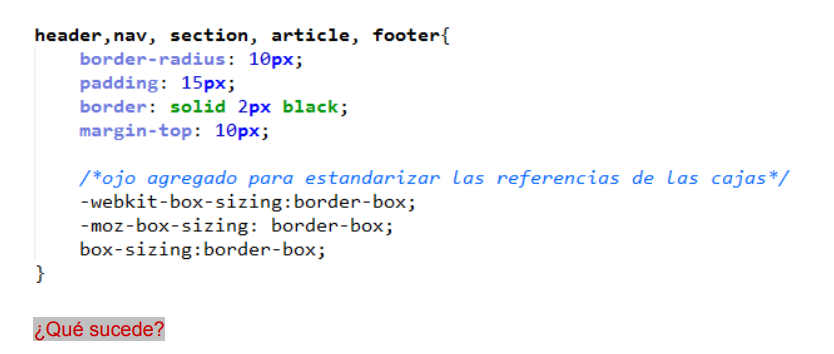 header,nav, section, article, footer{
border-radius: 10px;
padding: 15px;
border: solid 2px black;
margin-top: 10px;
/*ojo agregado para estandarizar las referencias de las cajas*/
-webkit-box-sizing:border-box;
-moz-box-sizing: border-box;
box-sizing:border-box;
}
¿Qué sucede?